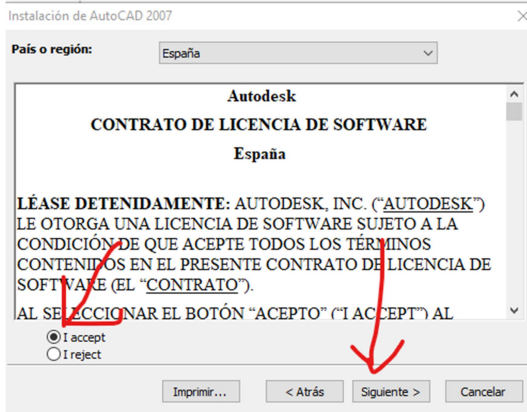 Instalación de AutoCAD 2007
País o región:
España
Autodesk
CONTRATO DE LICENCIA DE SOFTWARE
España
LÉASE DETENIDAMENTE: AUTODESK, INC. (“AUTODESK”)
LE OTORGA UNA LICENCIA DE SOFTWARE SUJETO A LA
CONDICIÓN DE QUE ACEPTE TODOS LOS TÉRMINOS
CONTENIDOS EN EL PRESENTE CONTRATO DE LICENCIA DE
SOFTWARE (EL “CONTRATO”).
AL SELECCIONAR EL BOTÓN “ACEPTO” (“I ACCEPT”) AL
I accept
I reject
Imprimir...
< Atrás
Siguiente >
Cancelar